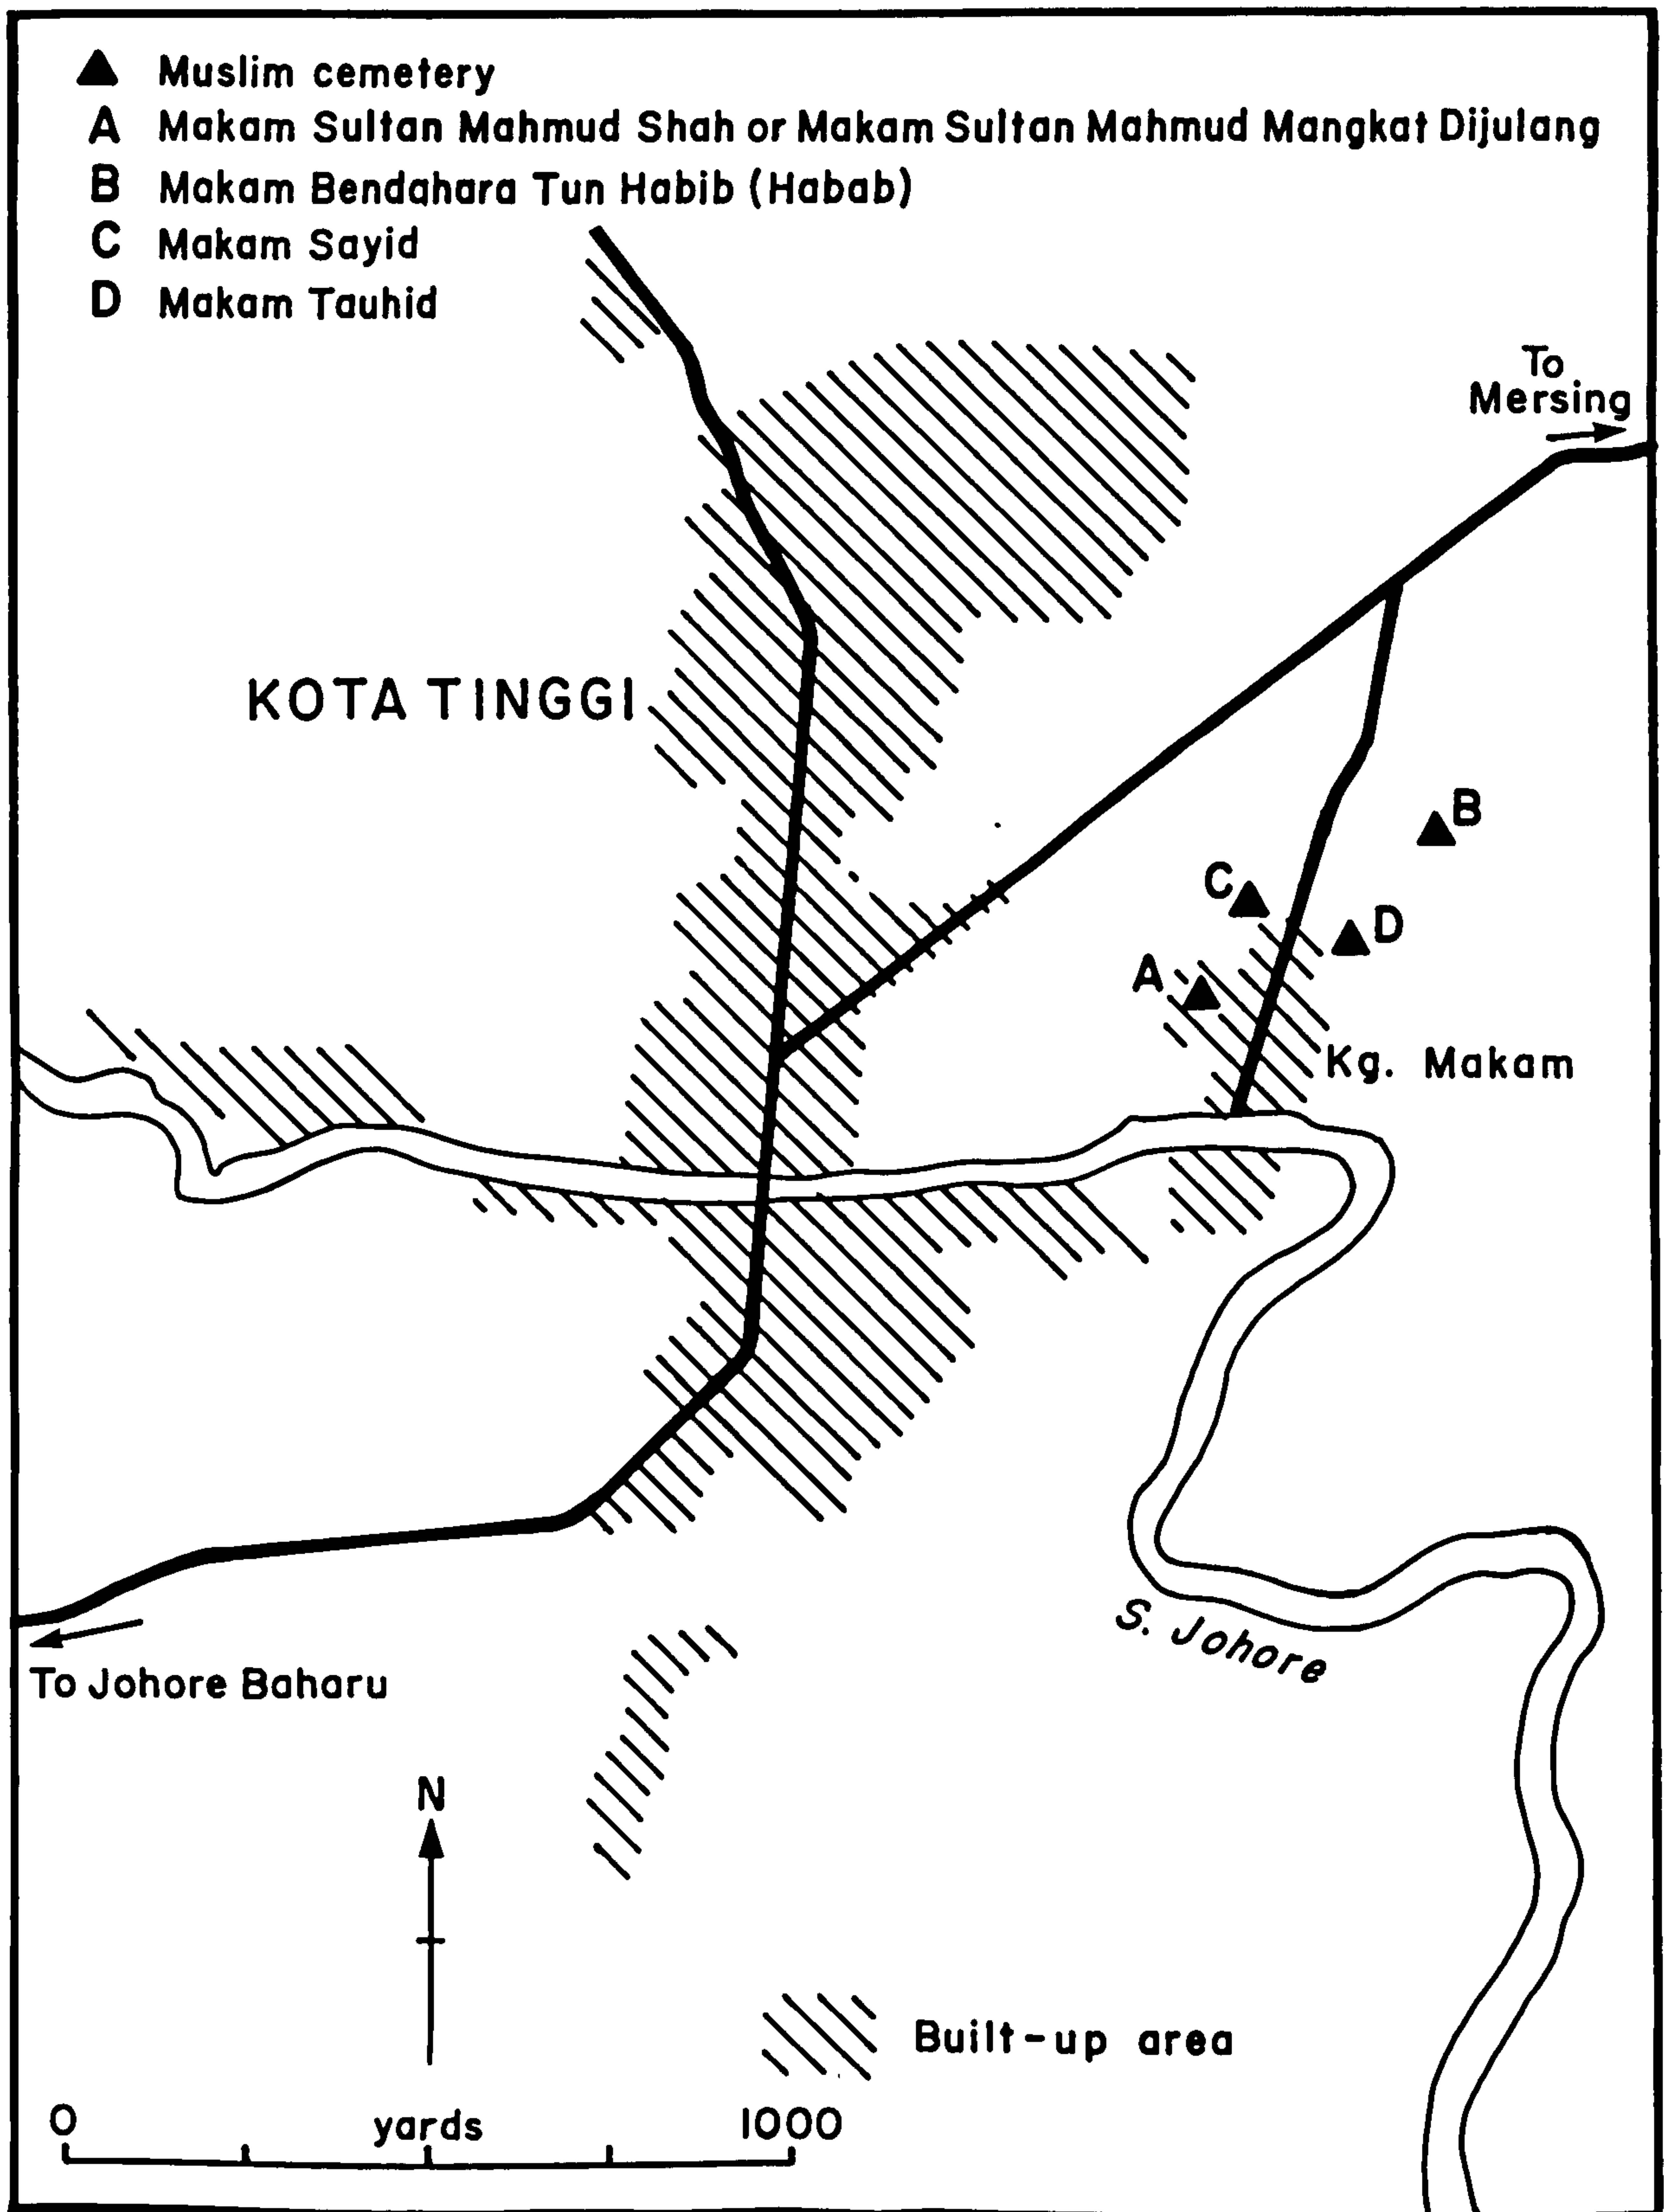 Muslim cemetery
A Makam Sultan Mahmud Shah or Makam Sultan Mahmud Mangkat Dijulang
B Makam Bendahara Tun Habib (Habab)
C Makam Sayid
D Makam Tauhid
To
Mersing
KOTA TINGGI
B
C
D
A
Kg. Makam
S. Johore
To Johore Baharu
N
Built-up area
0 yards 1000